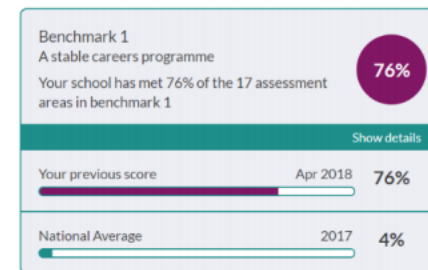 Benchmark 1
A stable careers programme
Your school has met 76% of the 17 assessment
areas in benchmark 1
76%
Show details
Your previous score Apr 2018 76%
National Average 2017 4%